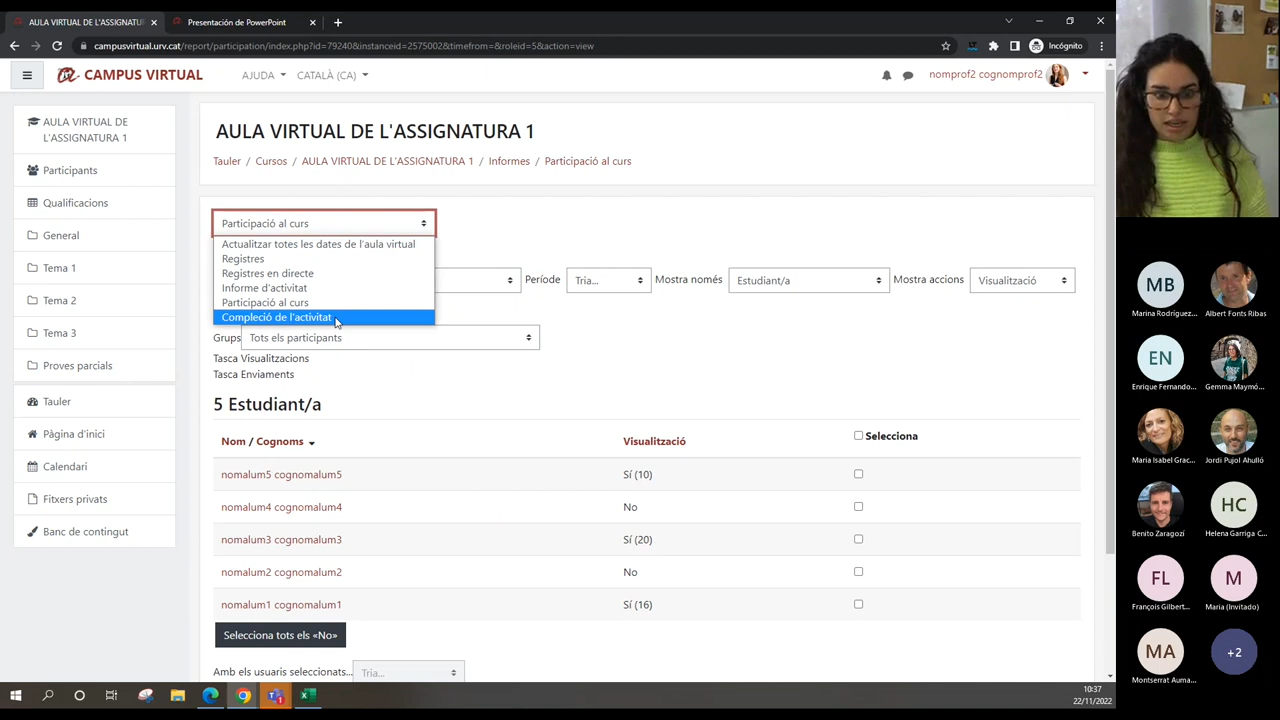 AULA VIRTUAL DE L'ASSIGNATUR
Presentación de PowerPoint
campusvirtual.urv.cat/report/participation/index.php?id=79240&instanceid=2575002&timefrom=&roleid=5&action=view
Incógnito
CAMPUS VIRTUAL
AJUDA
CATALÀ (CA)
nomprof2 cognomprof2
AULA VIRTUAL DE L'ASSIGNATURA 1
Participants
Qualificacions
General
Tema 1
Tema 2
Tema 3
Proves parcials
Tauler
Pàgina d'inici
Calendari
Fitxers privats
Banc de contingut
AULA VIRTUAL DE L'ASSIGNATURA 1
Tauler / Cursos / AULA VIRTUAL DE L'ASSIGNATURA 1 / Informes / Participació al curs
Participació al curs
Actualitzar totes les dates de l'aula virtual
Registres
Registres en directe
Informe d'activitat
Participació al curs
Compleció de l'activitat
Període Tria... Mostra només Estudiant/a Mostra accions Visualització
Grups Tots els participants
Tasca Visualitzacions
Tasca Enviaments
5 Estudiant/a
Nom / Cognoms Visualització Selecciona
nomalum5 cognomalum5 Sí (10)
nomalum4 cognomalum4 No
nomalum3 cognomalum3 Sí (20)
nomalum2 cognomalum2 No
nomalum1 cognomalum1 Sí (16)
Selecciona tots els «No»
Amb els usuaris seleccionats... Tria...
10:37
22/11/2022
MB
Marina Rodríguez...
Albert Fonts Ribas
EN
Enrique Fernando...
Gemma Maymó...
Maria Isabel Grac...
Jordi Pujol Ahulló
Benito Zaragozí
HC
Helena Garriga C...
FL
François Gilbert...
M
Maria (Invitado)
MA
Montserrat Auma...
+2